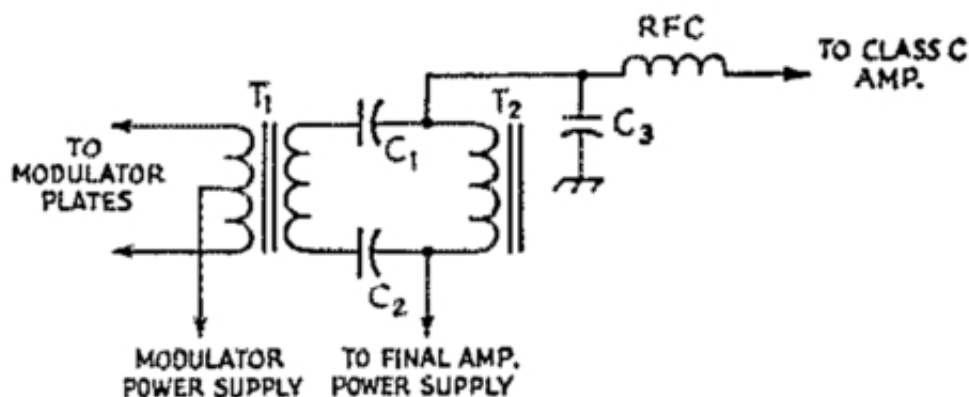 RFC
TO CLASS C
AMP.
T1
T2
C1
C3
TO
MODULATOR
PLATES
C2
MODULATOR
POWER SUPPLY
TO FINAL AMP.
POWER SUPPLY